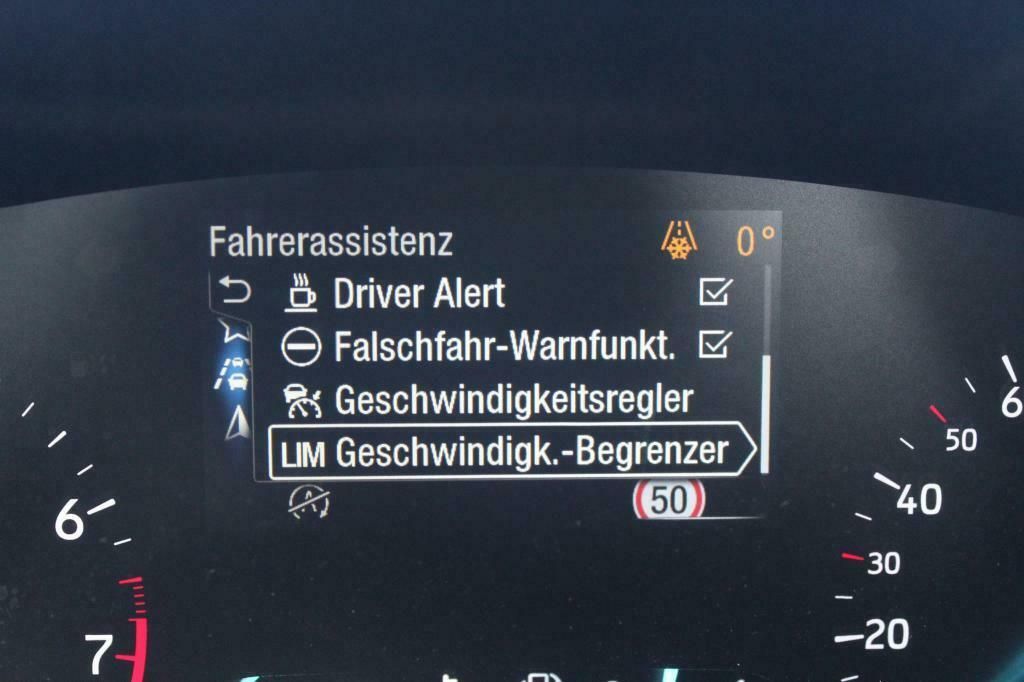 Fahrerassistenz 0°
Driver Alert
Falschfahr-Warnfunkt.
Geschwindigkeitsregler
LIM Geschwindigk.-Begrenzer
A 50
6
7
6
50
40
30
20